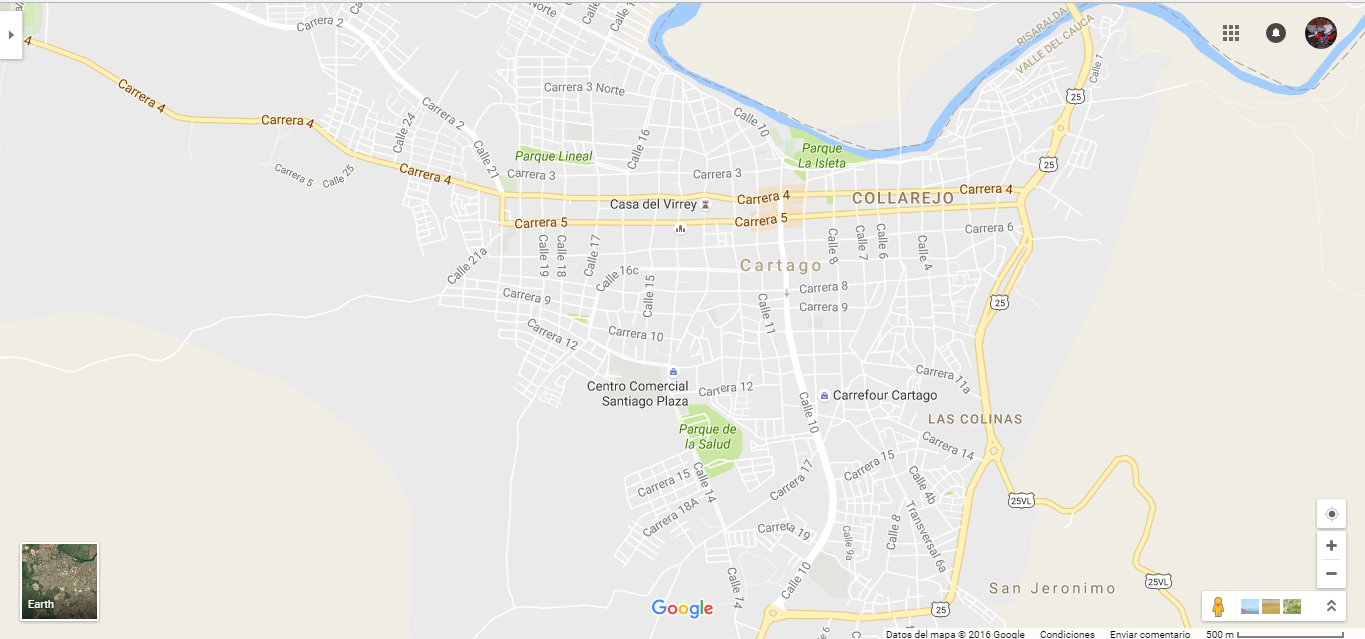 Norte
Calle 16
Carrera 2
4
RISARALDA
VALLE DEL CAUCA
Calle 1
Carrera 4
Carrera 3 Norte
25
Carrera 2
Calle 10
Carrera 4
Calle 24
Calle 16
Calle 21
Parque Lineal
Parque
La Isleta
25
Carrera 5
Calle 25
Carrera 4
Carrera 3
Carrera 3
Carrera 4
Carrera 4
COLLAREJO
Casa del Virrey
Carrera 5
Carrera 5
Carrera 6
Calle 21a
Calle 19
Calle 18
Calle 17
Calle 8
Calle 7
Calle 6
Calle 4
Cartago
Calle 16c
Calle 15
Carrera 8
Carrera 9
Carrera 9
25
Calle 11
Carrera 12
Carrera 10
Carrera 11a
Centro Comercial
Santiago Plaza
Carrera 12
Carrefour Cartago
Calle 10
LAS COLINAS
Parque de
la Salud
Carrera 14
Carrera 15
Carrera 15
Carrera 17
Calle 14
Calle 4b
25VL
Carrera 18A
Carrera 19
Calle 8
Calle 9a
Transversal 6a
Calle 10
Calle 14
San Jeronimo
25VL
25
Earth
Google
Datos del mapa © 2016 Google Condiciones Enviar comentario 500 m